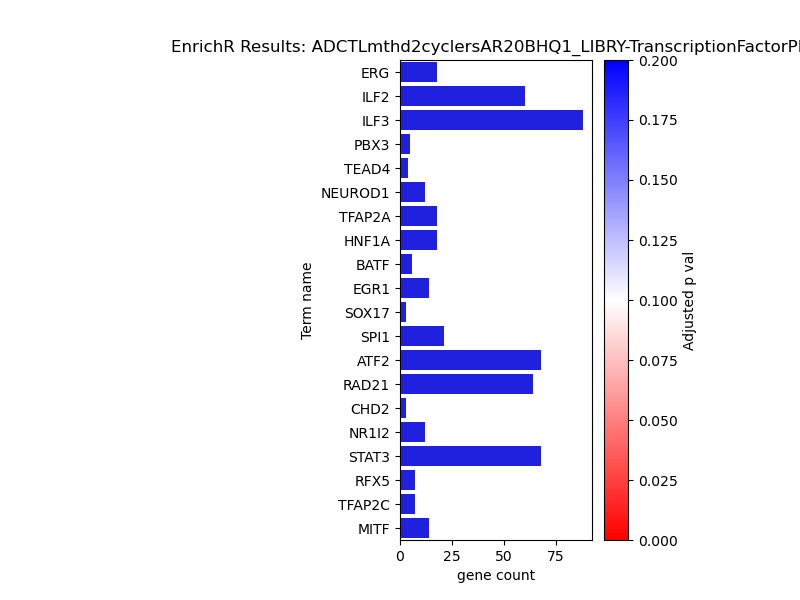 EnrichR Results: ADCTLmthd2cyclersAR20BHQ1_LIBRY-TranscriptionFactorP
ERG
ILF2
ILF3
PBX3
TEAD4
NEUROD1
TFAP2A
HNF1A
BATF
EGR1
SOX17
SPI1
ATF2
RAD21
CHD2
NR1I2
STAT3
RFX5
TFAP2C
MITF
Term name
0 25 50 75
gene count
0.200
0.175
0.150
0.125
0.100
0.075
0.050
0.025
0.000
Adjusted p val